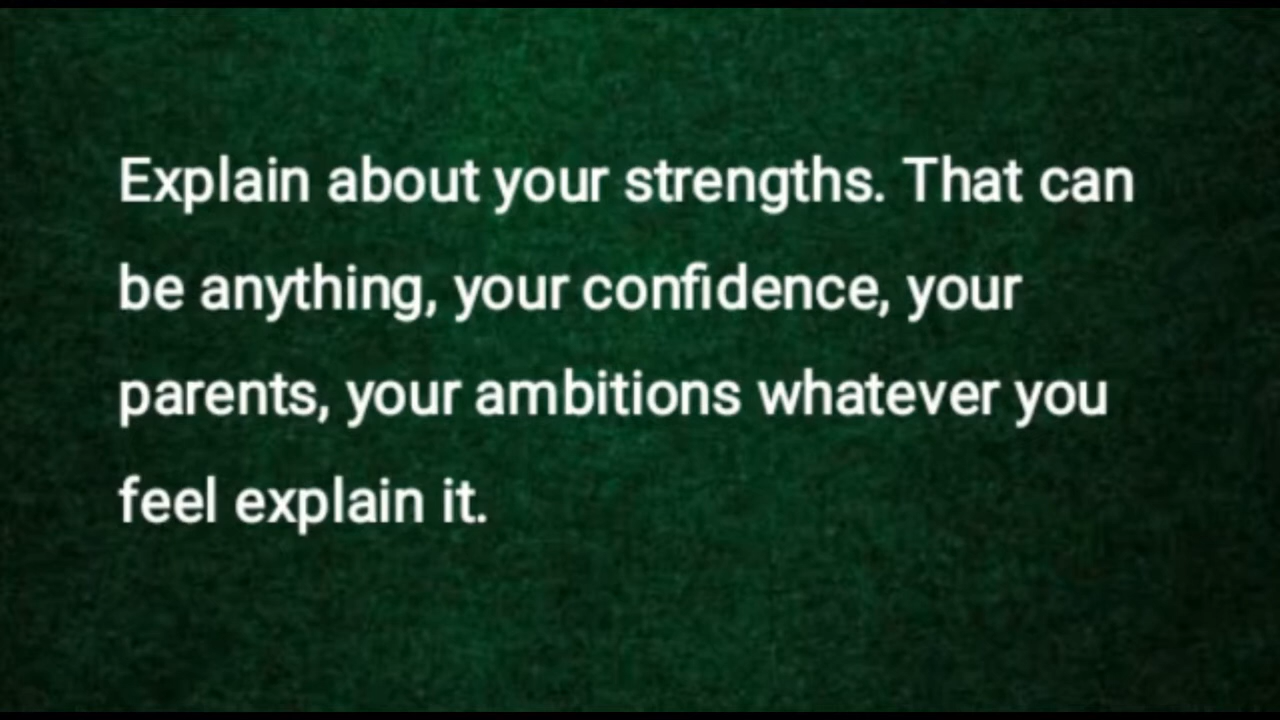 Explain about your strengths. That can
be anything, your confidence, your
parents, your ambitions whatever you
feel explain it.